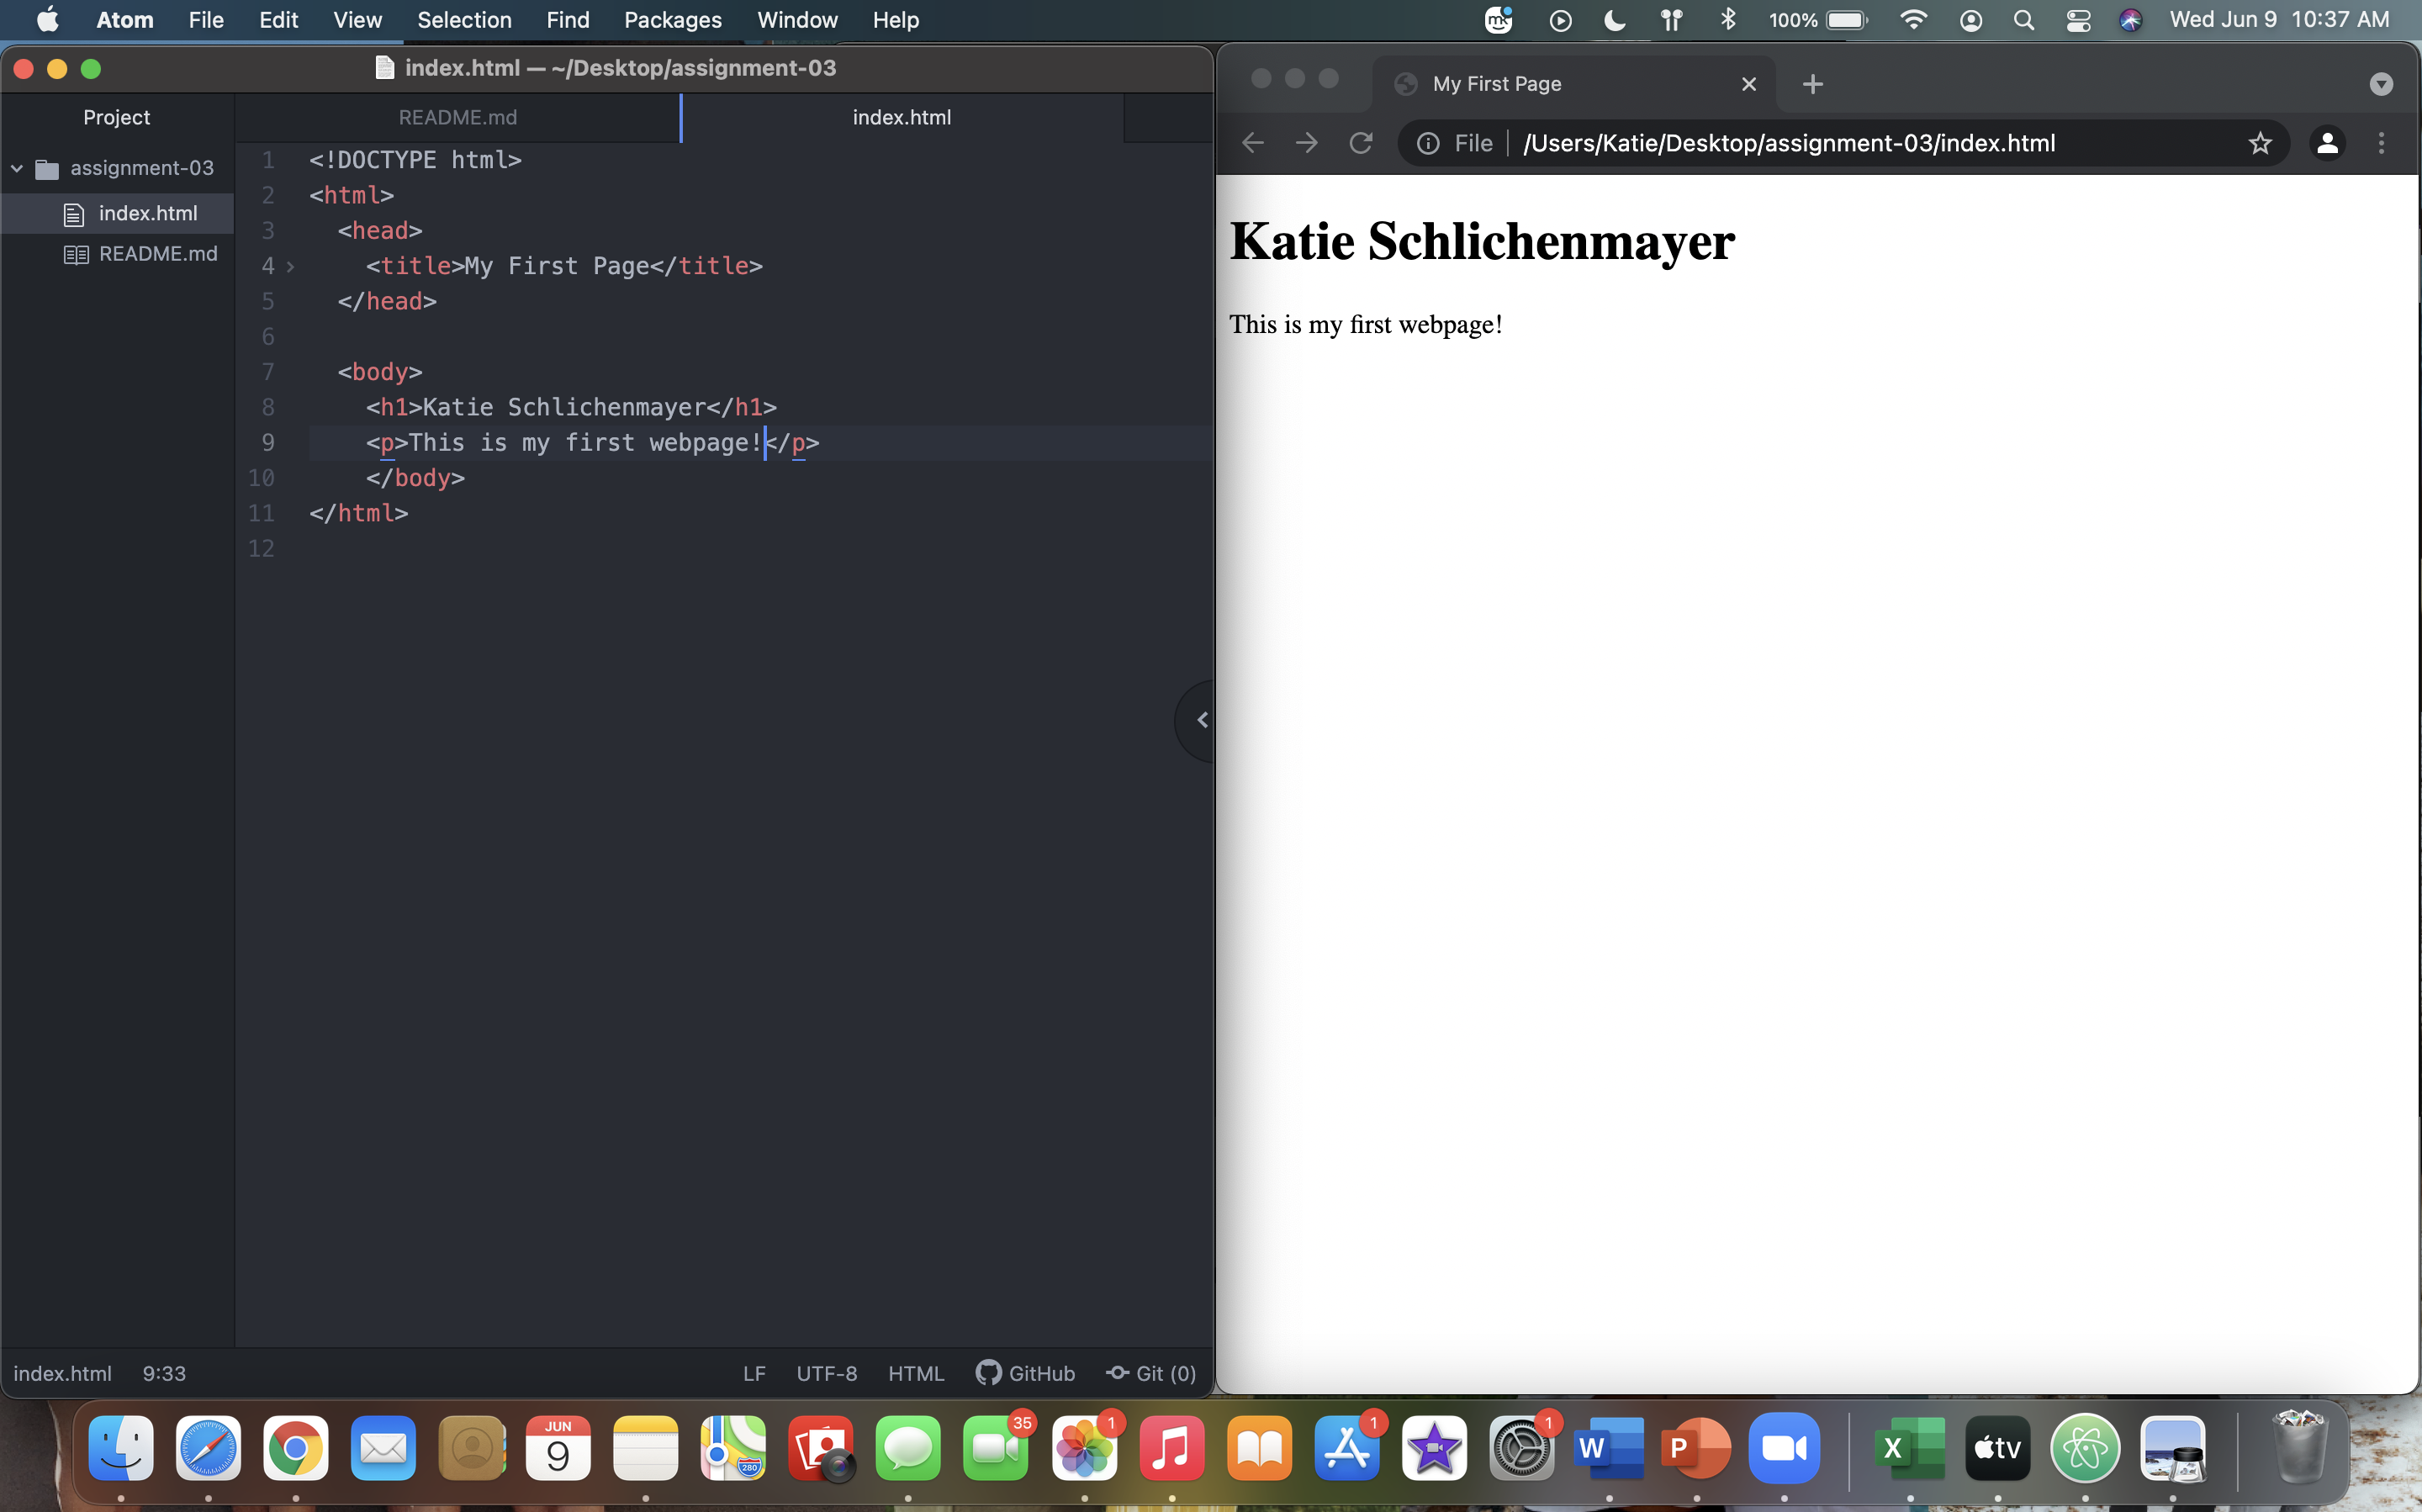 Atom File Edit View Selection Find Packages Window Help 100% Wed Jun 9 10:37 AM
index.html — ~/Desktop/assignment-03
Project
assignment-03
index.html
README.md
README.md index.html
1 <!DOCTYPE html>
2 <html>
3 <head>
4 <title>My First Page</title>
5 </head>
6
7 <body>
8 <h1>Katie Schlichenmayer</h1>
9 <p>This is my first webpage!</p>
10 </body>
11 </html>
12
index.html 9:33 LF UTF-8 HTML GitHub Git (0)
My First Page
File /Users/Katie/Desktop/assignment-03/index.html
Katie Schlichenmayer
This is my first webpage!
JUN
9
280
35
1
1
1
W
P
X
tv